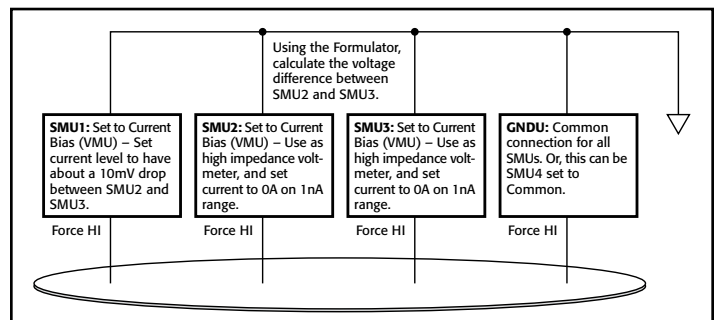 Using the Formulator,
calculate the voltage
difference between
SMU2 and SMU3.
SMU1: Set to Current
Bias (VMU) – Set
current level to have
about a 10mV drop
between SMU2 and
SMU3.
SMU2: Set to Current
Bias (VMU) – Use as
high impedance volt-
meter, and set
current to 0A on 1nA
range.
SMU3: Set to Current
Bias (VMU) – Use as
high impedance volt-
meter, and set
current to 0A on 1nA
range.
GNDU: Common
connection for all
SMUs. Or, this can be
SMU4 set to
Common.
Force HI
Force HI
Force HI
Force HI